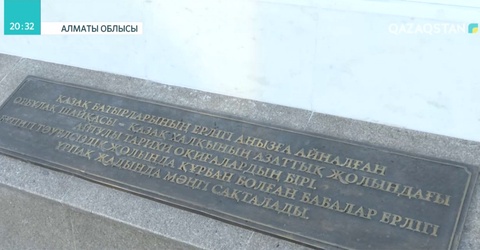 20:32
АЛМАТЫ ОБЛЫСЫ
QAZAQSTAN
ҚАЗАҚ БАТЫРЛАРЫНЫҢ ЕРЛІГІ АҢЫЗҒА АЙНАЛҒАН
ОРБҰЛАҚ ШАЙҚАСЫ – ҚАЗАҚ ХАЛҚЫНЫҢ АЗАТТЫҚ ЖОЛЫНДАҒЫ
АЙТУЛЫ ТАРИХИ ОҚИҒАЛАРДЫҢ БІРІ.
ТӘУЕЛСІЗДІК ЖОЛЫНДА ҚҰРБАН БОЛҒАН БАБАЛАР ЕРЛІГІ
ҰРПАҚ ЖАДЫНДА МӘҢГІ САҚТАЛАДЫ.